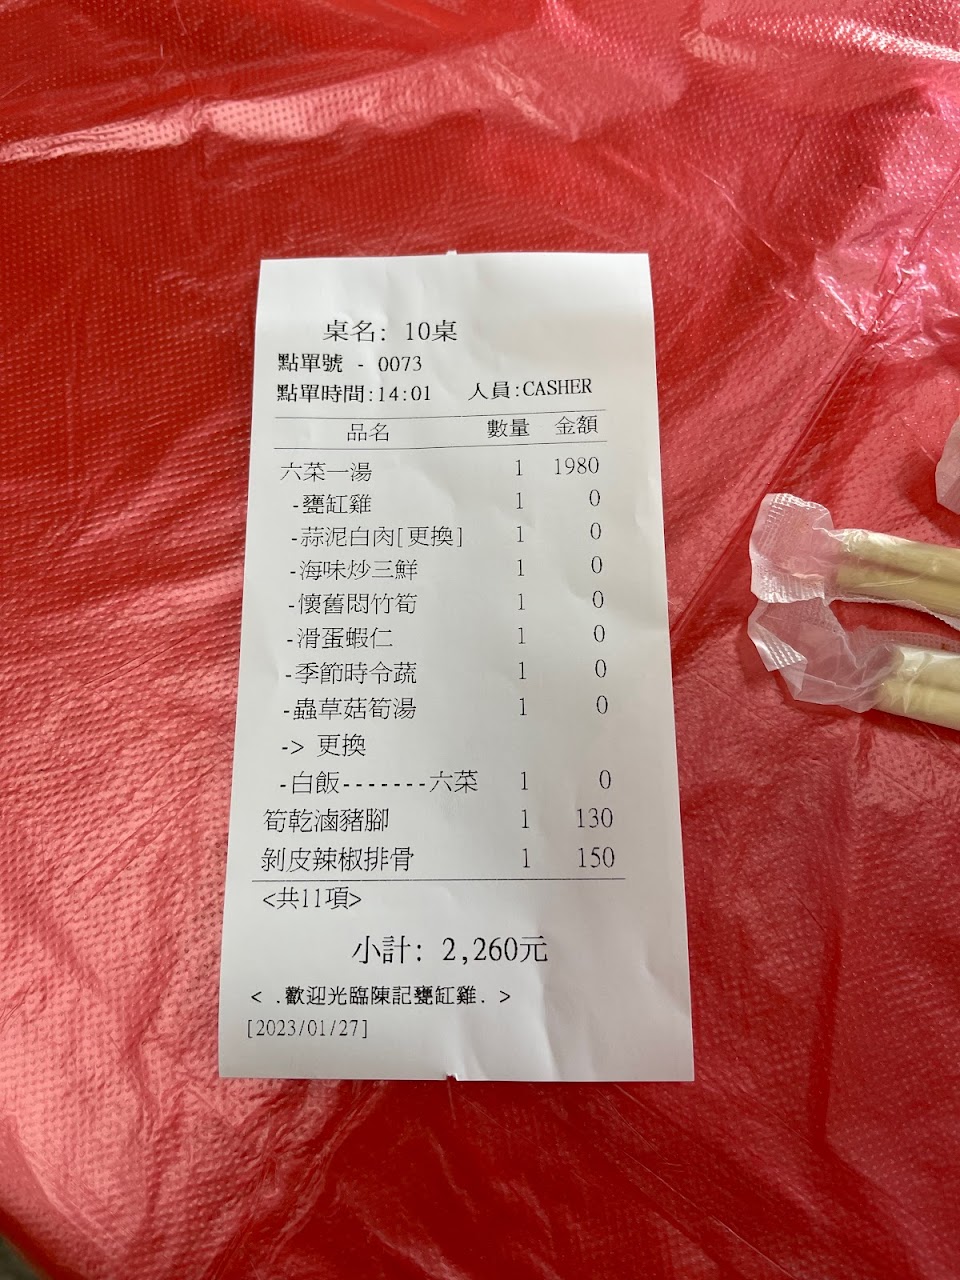 桌名: 10桌
點單號 - 0073
點單時間:14:01 人員:CASHER
品名 數量 金額
六菜一湯 1 1980
-甕缸雞 1 0
-蒜泥白肉[更換] 1 0
-海味炒三鮮 1 0
-懷舊悶竹筍 1 0
-滑蛋蝦仁 1 0
-季節時令蔬 1 0
-蟲草菇筍湯 1 0
-> 更換
-白飯-------六菜 1 0
筍乾滷豬腳 1 130
剝皮辣椒排骨 1 150
<共11項>
小計: 2,260元
< .歡迎光臨陳記甕缸雞. >
[2023/01/27]